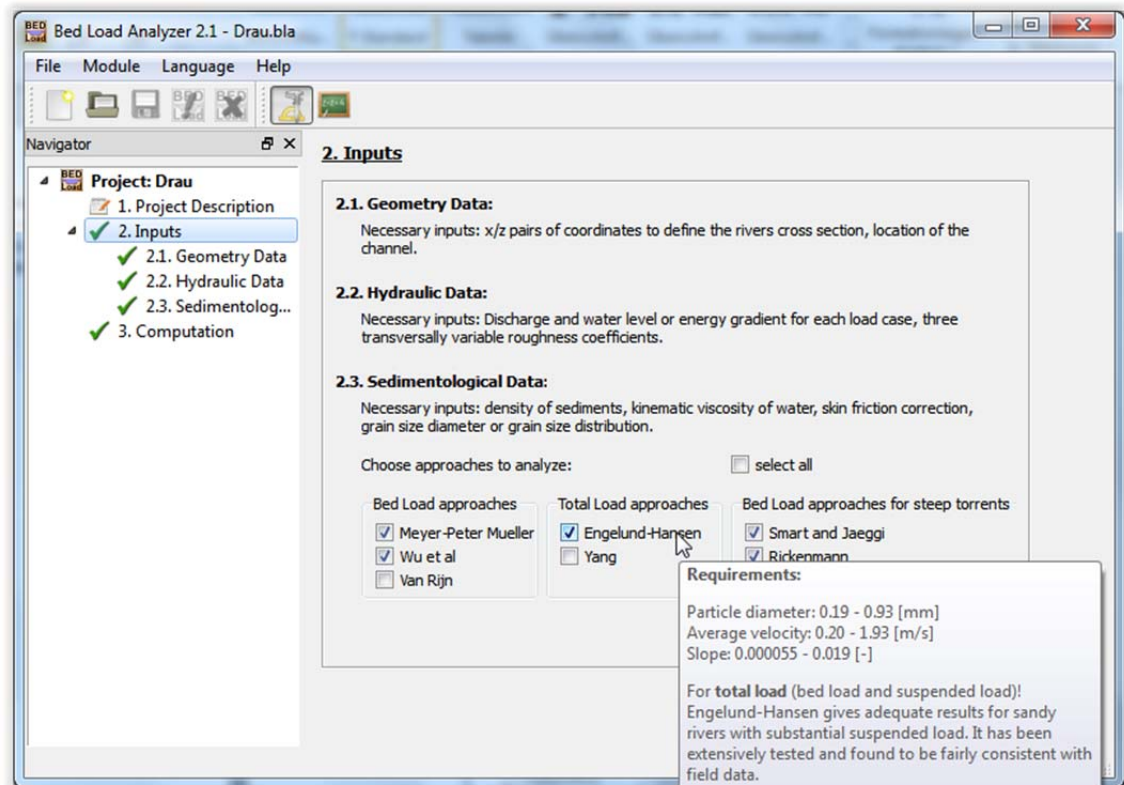 BED Load
Bed Load Analyzer 2.1 - Drau.bla
File Module Language Help
Navigator
BED Load Project: Drau
1. Project Description
2. Inputs
2.1. Geometry Data
2.2. Hydraulic Data
2.3. Sedimentolog...
3. Computation
2. Inputs
2.1. Geometry Data:
Necessary inputs: x/z pairs of coordinates to define the rivers cross section, location of the
channel.
2.2. Hydraulic Data:
Necessary inputs: Discharge and water level or energy gradient for each load case, three
transversally variable roughness coefficients.
2.3. Sedimentological Data:
Necessary inputs: density of sediments, kinematic viscosity of water, skin friction correction,
grain size diameter or grain size distribution.
Choose approaches to analyze: select all
Bed Load approaches
Meyer-Peter Mueller
Wu et al
Van Rijn
Total Load approaches
Engelund-Hansen
Yang
Bed Load approaches for steep torrents
Smart and Jaeggi
Rickenmann
Requirements:
Particle diameter: 0.19 - 0.93 [mm]
Average velocity: 0.20 - 1.93 [m/s]
Slope: 0.000055 - 0.019 [-]
For total load (bed load and suspended load)!
Engelund-Hansen gives adequate results for sandy
rivers with substantial suspended load. It has been
extensively tested and found to be fairly consistent with
field data.